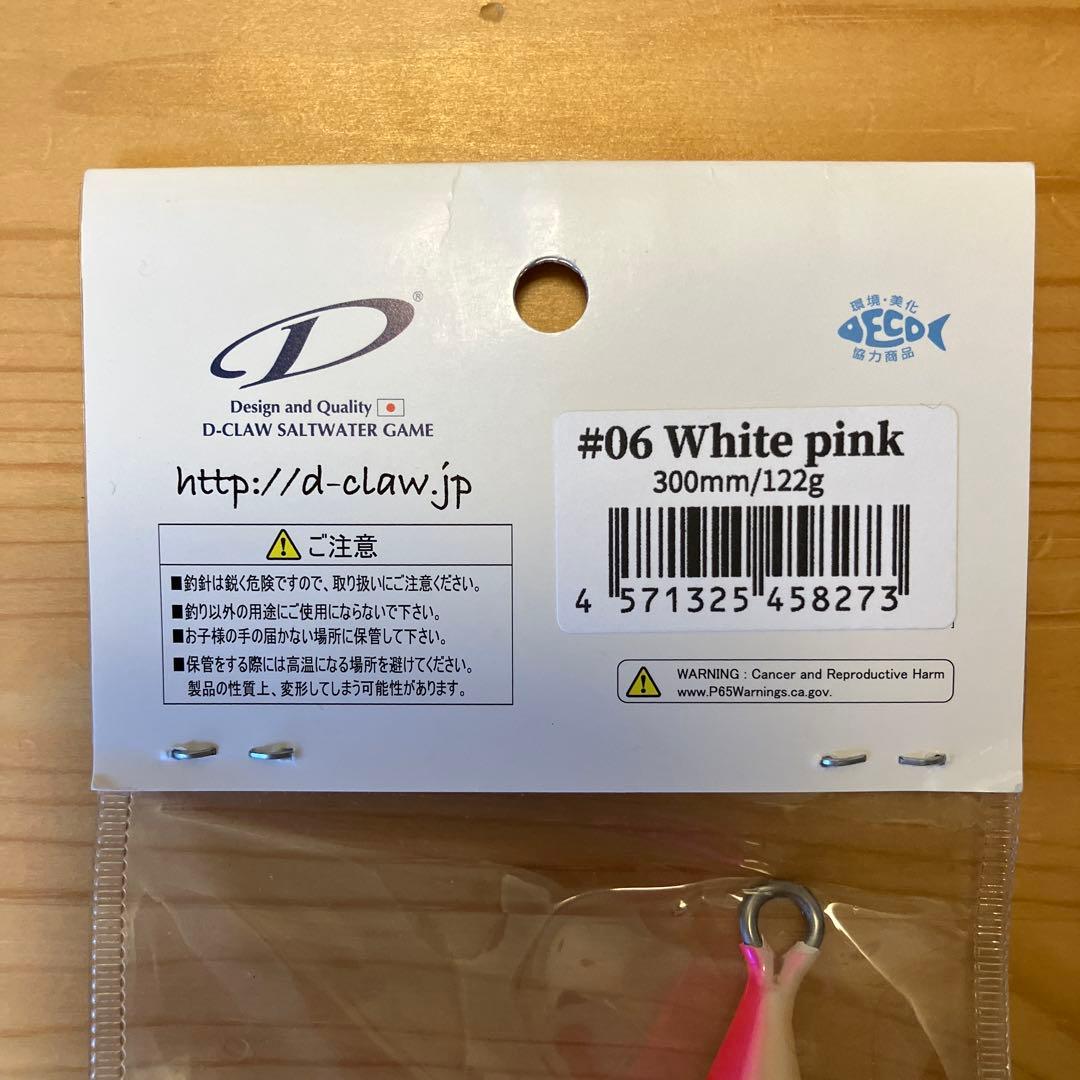 D®
Design and Quality
D-CLAW SALTWATER GAME
http://d-claw.jp
ご注意
■釣針は鋭く危険ですので、取り扱いにご注意ください。
■釣り以外の用途にご使用にならないで下さい。
■お子様の手の届かない場所に保管して下さい。
■保管をする際には高温になる場所を避けてください。
製品の性質上、変形してしまう可能性があります。
環境・美化
ECO
協力商品
#06 White pink
300mm/122g
4 571325 458273
WARNING : Cancer and Reproductive Harm
www.P65Warnings.ca.gov.